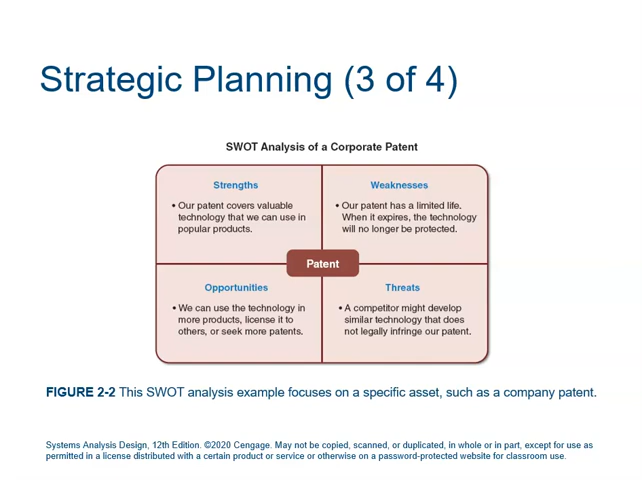 Strategic Planning (3 of 4)
SWOT Analysis of a Corporate Patent
Strengths
• Our patent covers valuable
technology that we can use in
popular products.
Weaknesses
• Our patent has a limited life.
When it expires, the technology
will no longer be protected.
Patent
Opportunities
• We can use the technology in
more products, license it to
others, or seek more patents.
Threats
• A competitor might develop
similar technology that does
not legally infringe our patent.
FIGURE 2-2 This SWOT analysis example focuses on a specific asset, such as a company patent.
Systems Analysis Design, 12th Edition. ©2020 Cengage. May not be copied, scanned, or duplicated, in whole or in part, except for use as
permitted in a license distributed with a certain product or service or otherwise on a password-protected website for classroom use.